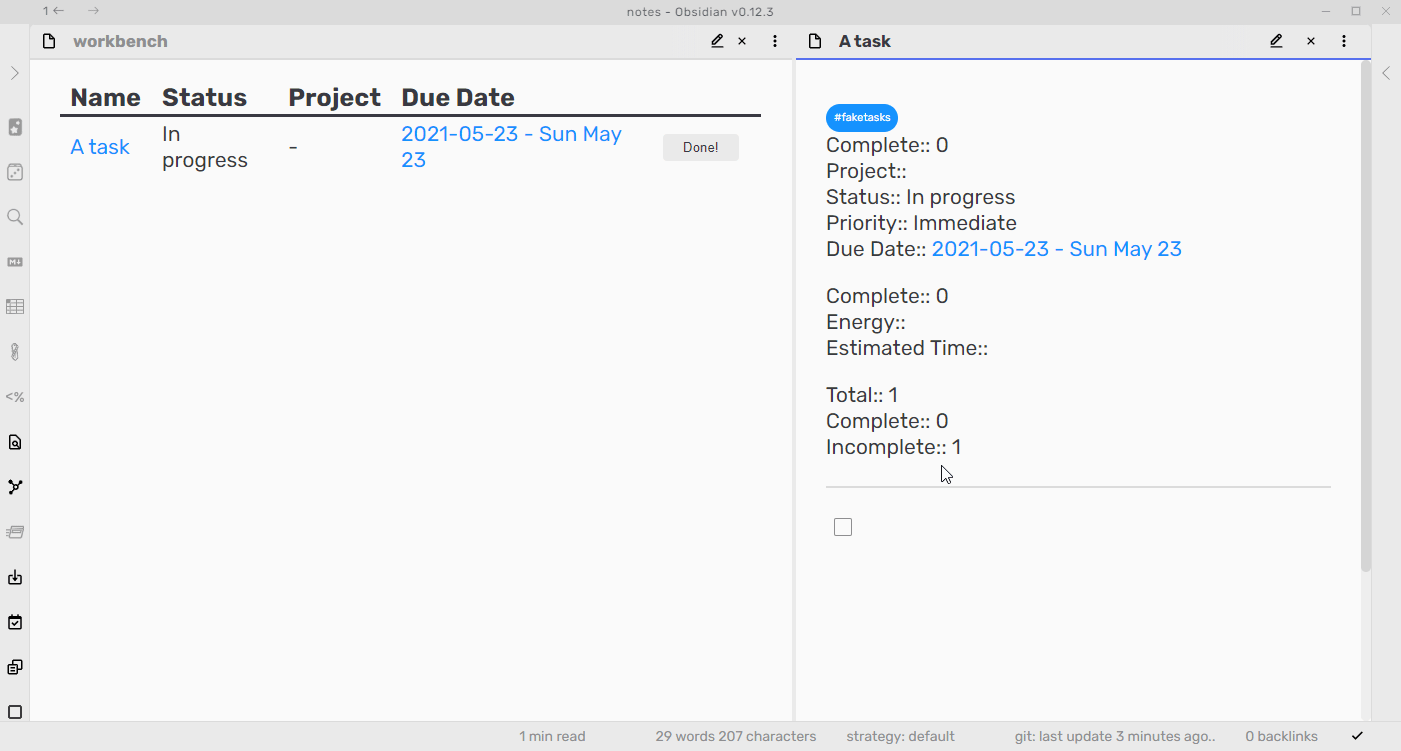 1
notes - Obsidian v0.12.3
workbench
A task
Name Status Project Due Date
A task In progress - 2021-05-23 - Sun May 23 Done!
#faketasks
Complete:: 0
Project::
Status:: In progress
Priority:: Immediate
Due Date:: 2021-05-23 - Sun May 23
Complete:: 0
Energy::
Estimated Time::
Total:: 1
Complete:: 0
Incomplete:: 1
M↓
<%
1 min read 29 words 207 characters strategy: default git: last update 3 minutes ago.. 0 backlinks